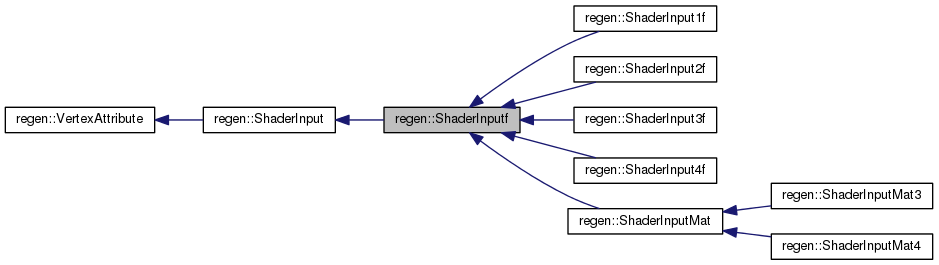 regen::ShaderInput1f
regen::ShaderInput2f
regen::VertexAttribute
regen::ShaderInput
regen::ShaderInputf
regen::ShaderInput3f
regen::ShaderInput4f
regen::ShaderInputMat
regen::ShaderInputMat3
regen::ShaderInputMat4